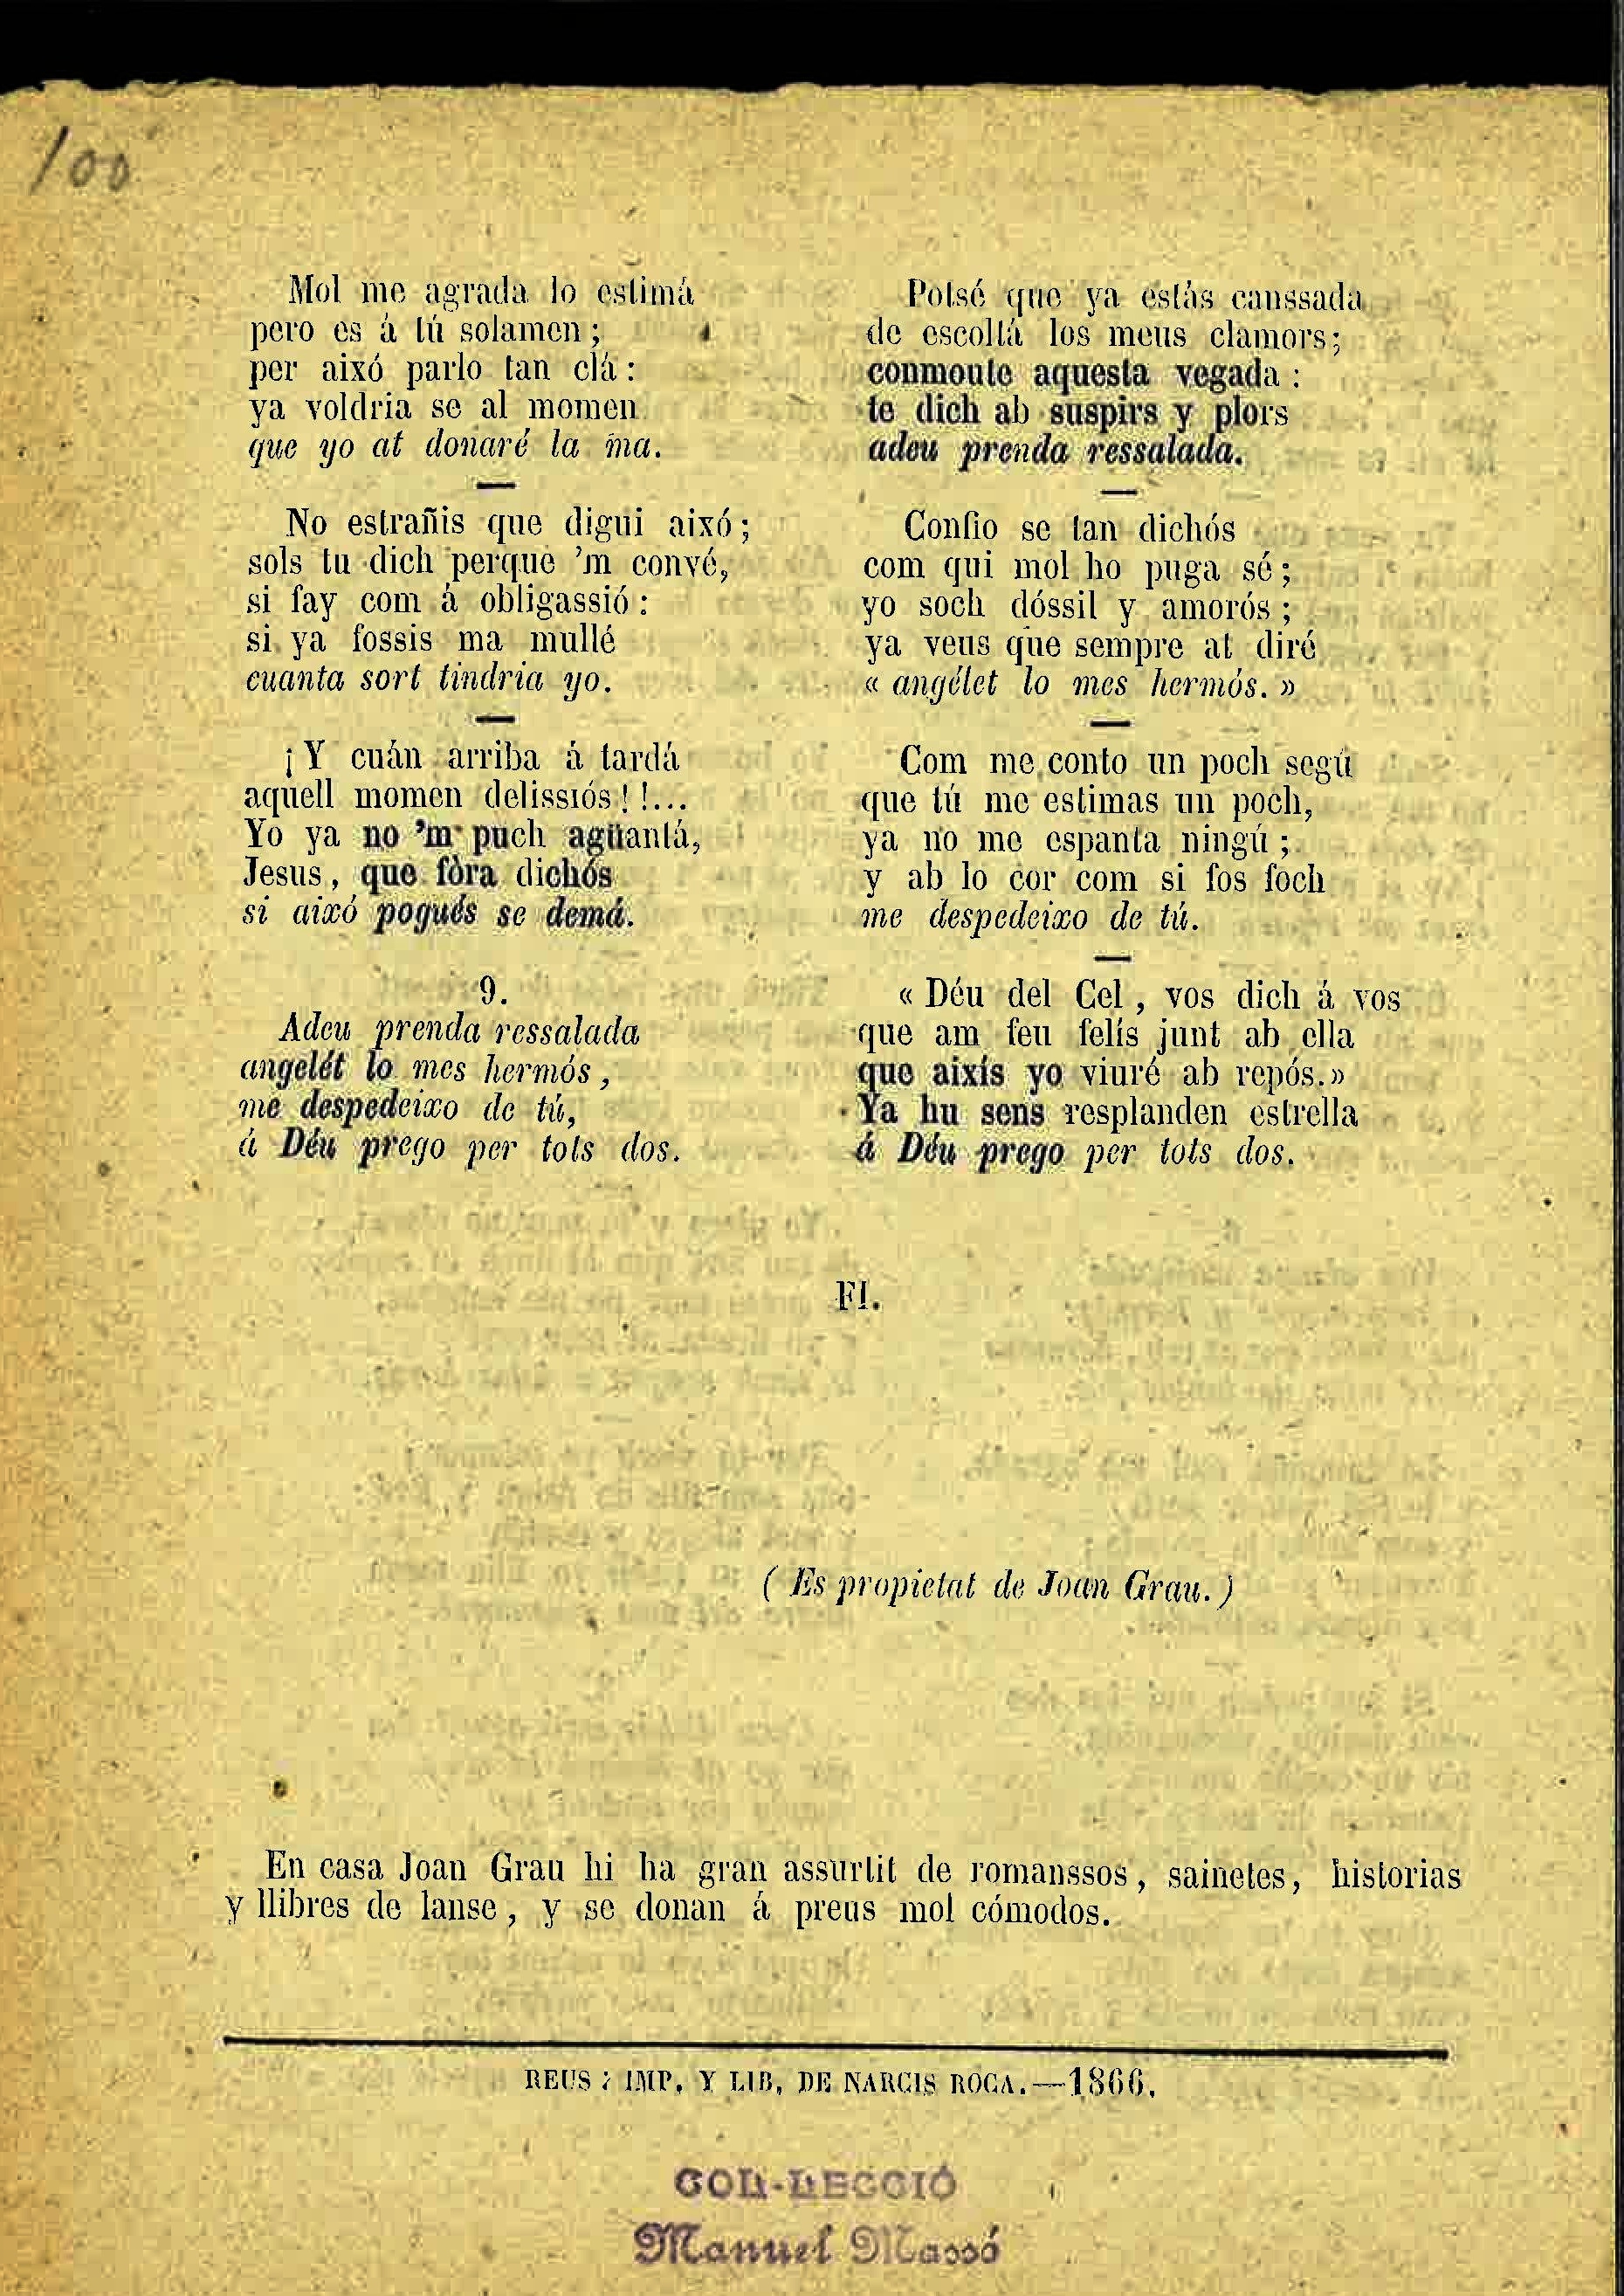 100
Mol me agrada lo estimá
pero es á tú solamen;
per aixó parlo tan clá:
ya voldria se al momen
que yo at donaré la ma.
No estrañis que digui aixó;
sols tu dich perque 'm convé,
si fay com á obligassió:
si ya fossis ma mullé
cuanta sort tindria yo.
¡Y cuán arriba á tardá
aquell momen delissiós!!...
Yo ya no 'm puch agüantá,
Jesus, que fòra dichós
si aixó pogués se demá.
9.
Adeu prenda ressalada
angelét lo mes hermós,
me despedeixo de tú,
á Déu prego per tots dos.
Potsé que ya estás canssada
de escoltá los meus clamors;
conmoute aquesta vegada:
te dich ab suspirs y plors
adeu prenda ressalada.
Confio se tan dichós
com qui mol ho puga sé;
yo soch dóssil y amorós;
ya veus que sempre at diré
« angélet lo mes hermós. »
Com me conto un poch segú
que tú me estimas un poch,
ya no me espanta ningú;
y ab lo cor com si fos foch
me despedeixo de tú.
« Déu del Cel, vos dich á vos
que am feu felís junt ab ella
que aixís yo viuré ab repós.»
Ya hu sens resplanden estrella
á Déu prego per tots dos.
FI.
( Es propietat de Joan Grau. )
En casa Joan Grau hi ha gran assurtit de romanssos, sainetes, historias
y llibres de lanse, y se donan á preus mol cómodos.
REUS: IMP. Y LIB. DE NARCIS ROCA.—1866.
COL·LECCIÓ
Manuel Massó